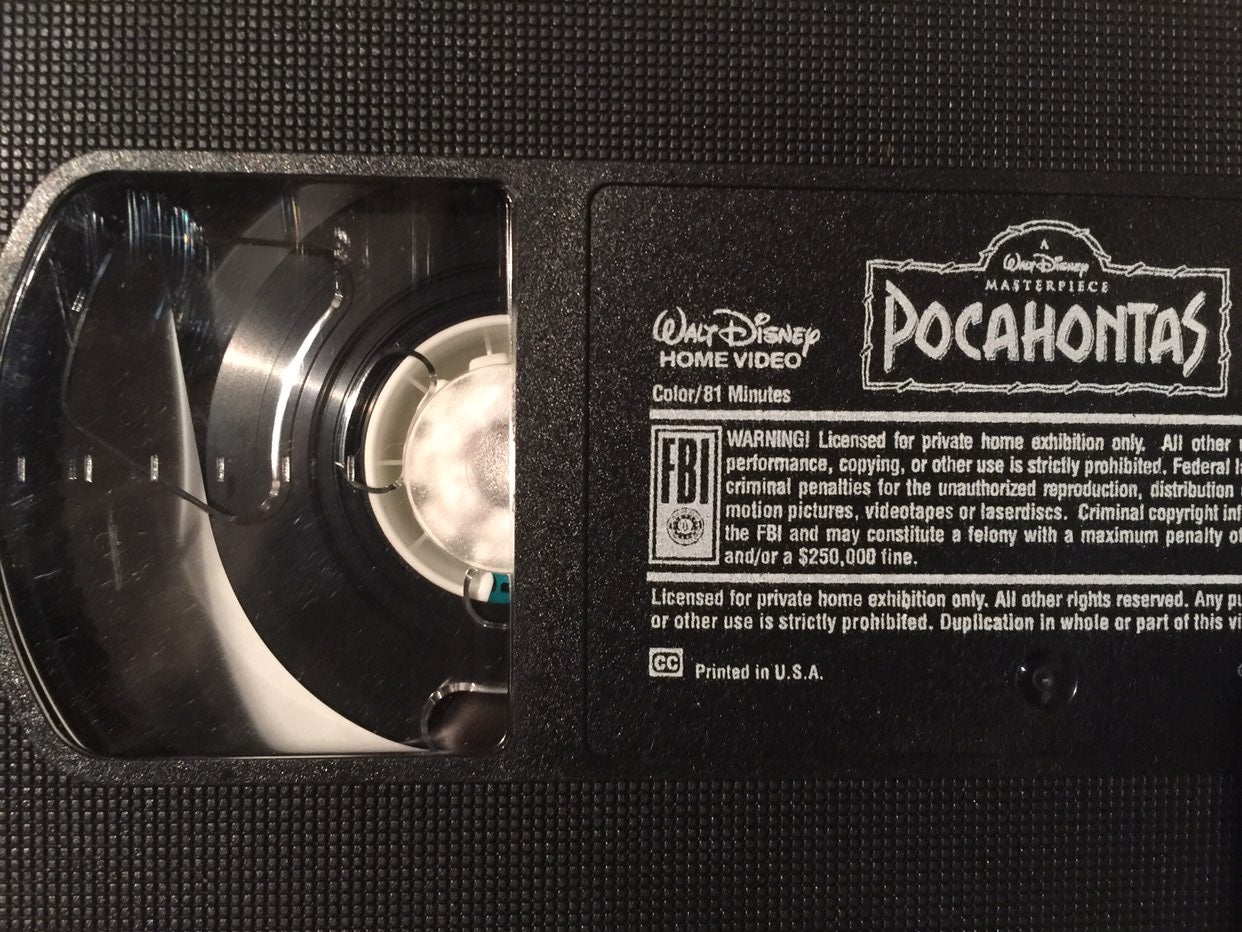 A
Walt Disney
MASTERPIECE
POCAHONTAS
Walt Disney
HOME VIDEO
Color/81 Minutes
FBI
WARNING! Licensed for private home exhibition only. All other
performance, copying, or other use is strictly prohibited. Federal
criminal penalties for the unauthorized reproduction, distribution
motion pictures, videotapes or laserdiscs. Criminal copyright
the FBI and may constitute a felony with a maximum penalty
and/or a $250,000 fine.
Licensed for private home exhibition only. All other rights reserved. Any
or other use is strictly prohibited. Duplication in whole or part of this
CC Printed in U.S.A.